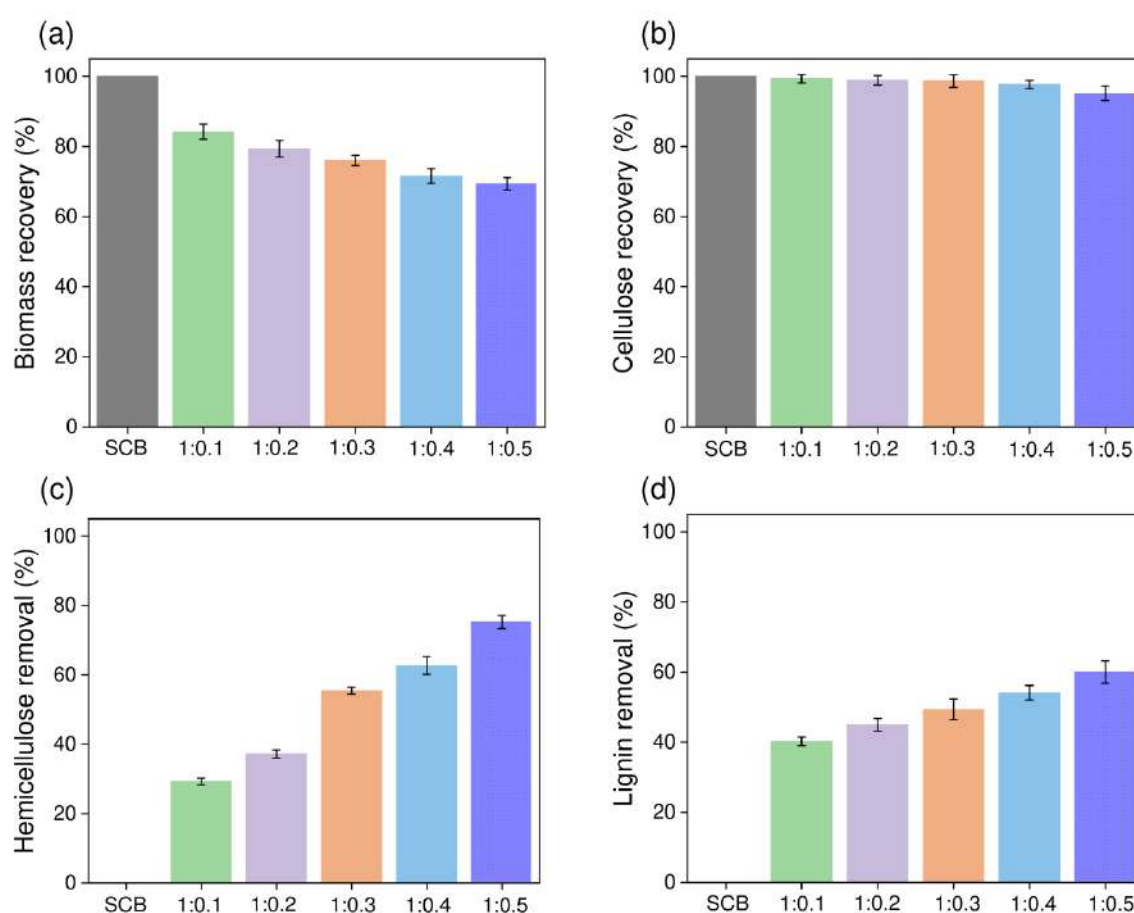 (a)
Biomass recovery (%)
100
80
60
40
20
0
SCB 1:0.1 1:0.2 1:0.3 1:0.4 1:0.5
(b)
Cellulose recovery (%)
100
80
60
40
20
0
SCB 1:0.1 1:0.2 1:0.3 1:0.4 1:0.5
(c)
Hemicellulose removal (%)
100
80
60
40
20
0
SCB 1:0.1 1:0.2 1:0.3 1:0.4 1:0.5
(d)
Lignin removal (%)
100
80
60
40
20
0
SCB 1:0.1 1:0.2 1:0.3 1:0.4 1:0.5